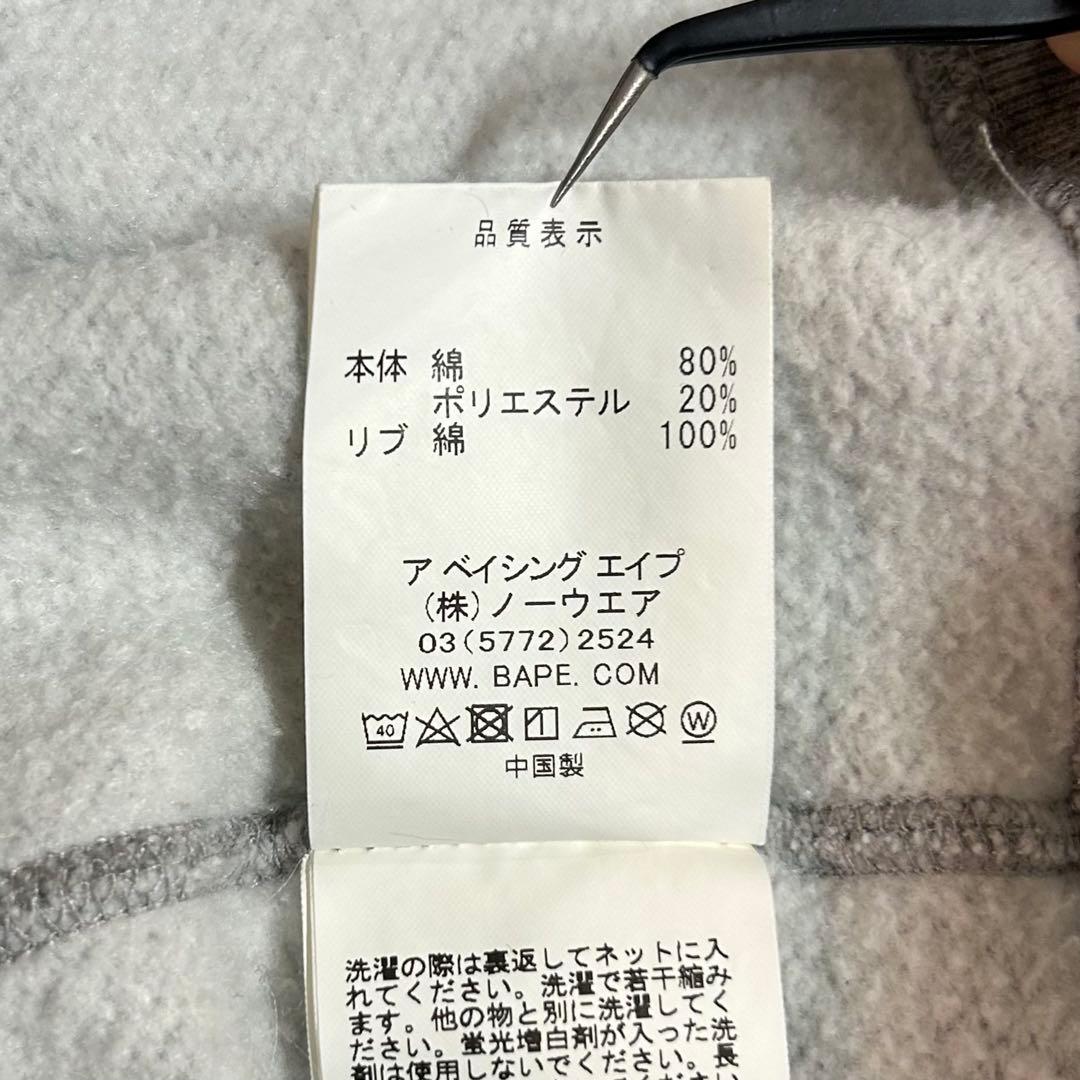 品質表示
本体 綿 80%
ポリエステル 20%
リブ 綿 100%
ア ベイシング エイプ
(株)ノーウエア
03(5772)2524
WWW. BAPE. COM
40 W
中国製
洗濯の際は裏返してネットに入
れてください。洗濯で若干縮み
ます。他の物と別に洗濯してく
ださい。蛍光増白剤が入った洗
剤は使用しないでください。長